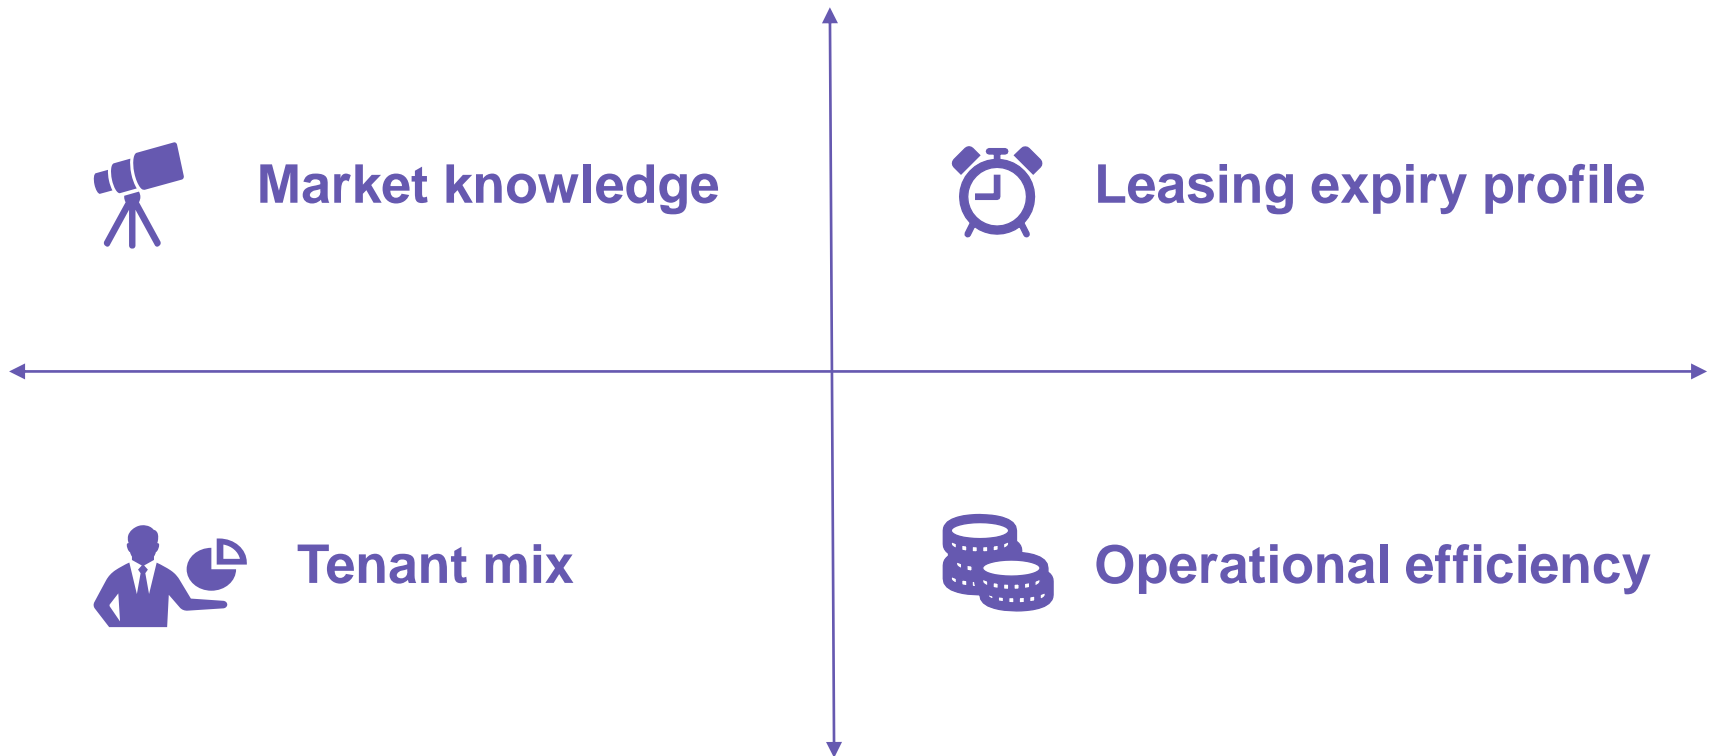 Market knowledge
Leasing expiry profile
Tenant mix
Operational efficiency